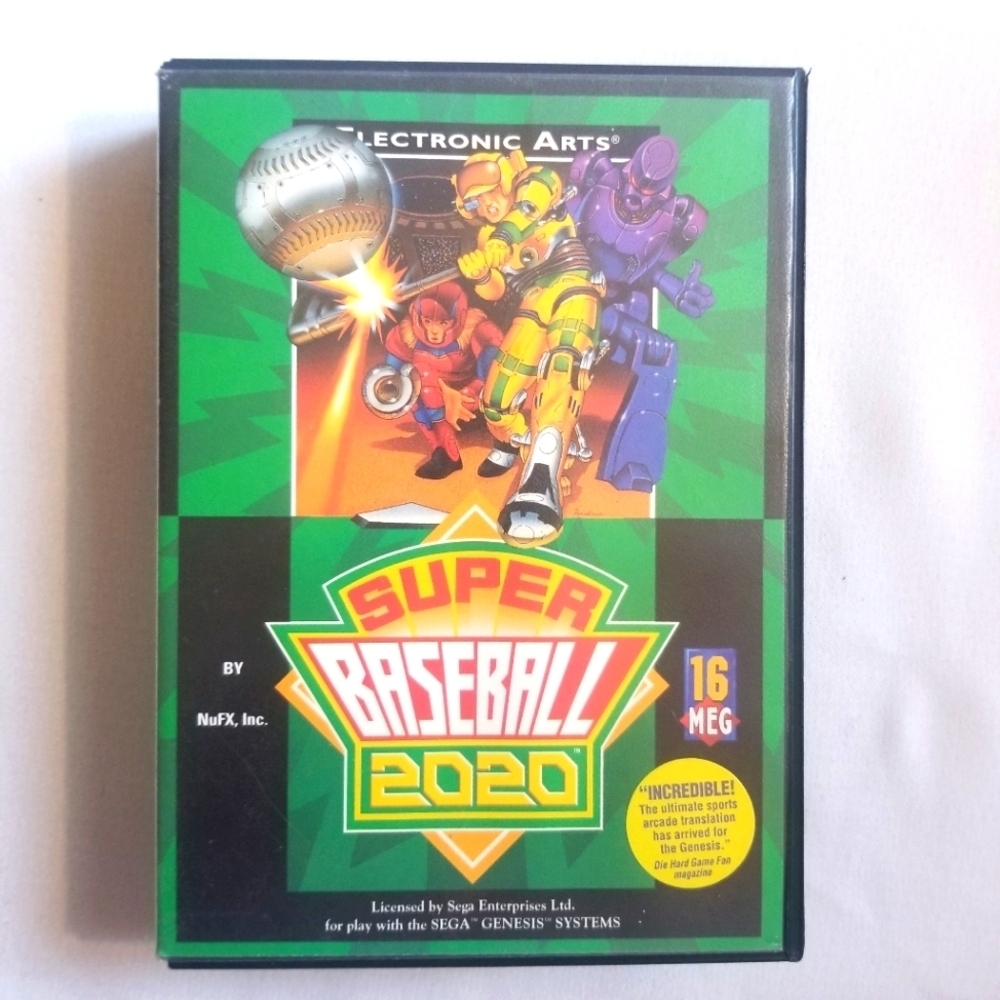 ELECTRONIC ARTS®
SUPER
BASEBALL
2020™
BY
NuFX, Inc.
16
MEG
"INCREDIBLE!
The ultimate sports
arcade translation
has arrived for
the Genesis."
Die Hard Game Fan
magazine
Licensed by Sega Enterprises Ltd.
for play with the SEGA™ GENESIS™ SYSTEMS